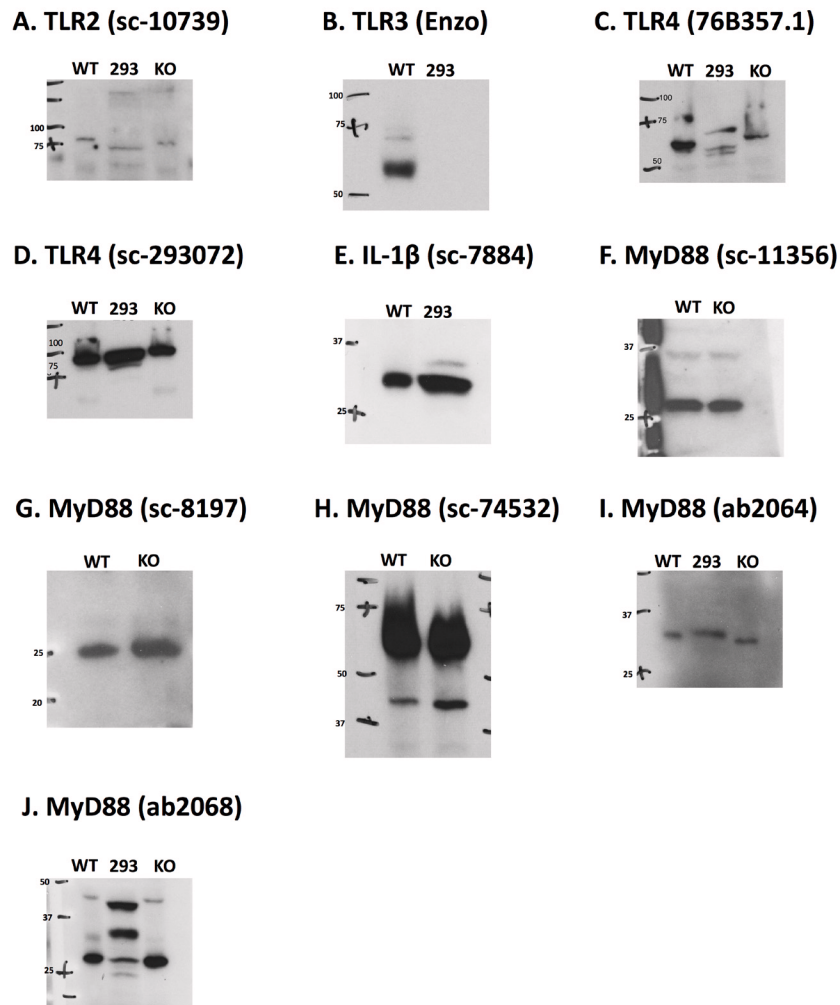 A. TLR2 (sc-10739)
WT 293 KO
100
75
B. TLR3 (Enzo)
WT 293
100
75
50
C. TLR4 (76B357.1)
WT 293 KO
100
75
50
D. TLR4 (sc-293072)
WT 293 KO
100
75
E. IL-1β (sc-7884)
WT 293
37
25
F. MyD88 (sc-11356)
WT KO
37
25
G. MyD88 (sc-8197)
WT KO
25
20
H. MyD88 (sc-74532)
WT KO
75
50
37
I. MyD88 (ab2064)
WT 293 KO
37
25
J. MyD88 (ab2068)
WT 293 KO
50
37
25